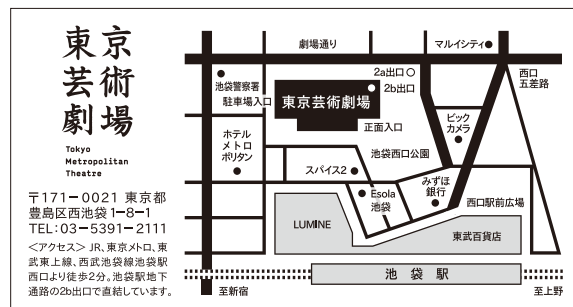 東京
芸術
劇場
Tokyo
Metropolitan
Theatre
〒171-0021 東京都
豊島区西池袋1-8-1
TEL:03-5391-2111
<アクセス> JR、東京メトロ、東
武東上線、西武池袋線池袋駅
西口より徒歩2分。池袋駅地下
通路の2b出口で直結しています。
劇場通り
マルイシティ
2a出口
2b出口
西口
五差路
池袋警察署
駐車場入口
東京芸術劇場
正面入口
ビック
カメラ
ホテル
メトロ
ポリタン
池袋西口公園
スパイス2
Esola
池袋
みずほ
銀行
西口駅前広場
LUMINE
東武百貨店
池袋駅
至新宿
至上野